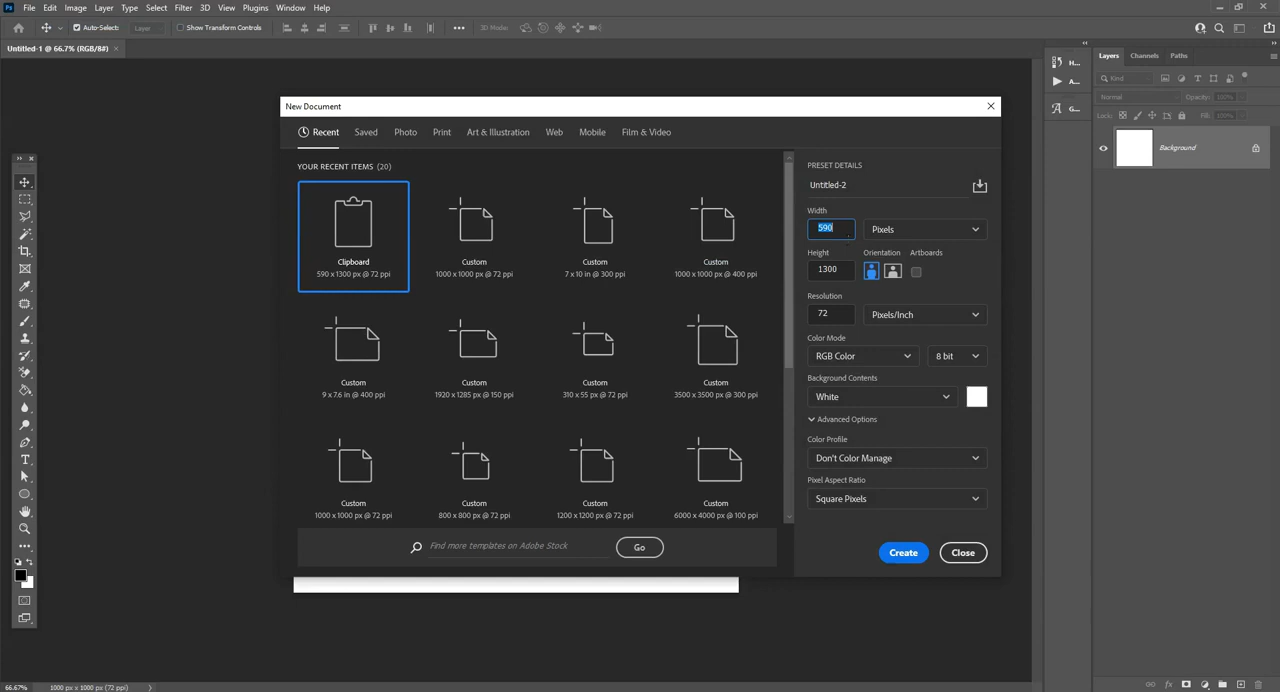 Ps File Edit Image Layer Type Select Filter 3D View Plugins Window Help
Auto-Select: Layer Show Transform Controls 3D Mode:
Untitled-1 @ 66.7% (RGB/8#) ×
New Document
Recent Saved Photo Print Art & Illustration Web Mobile Film & Video
YOUR RECENT ITEMS (20)
Clipboard
590 x 1300 px @ 72 ppi
Custom
1000 x 1000 px @ 72 ppi
Custom
7 x 10 in @ 300 ppi
Custom
1000 x 1000 px @ 400 ppi
Custom
9 x 7.6 in @ 400 ppi
Custom
1920 x 1285 px @ 150 ppi
Custom
310 x 55 px @ 72 ppi
Custom
3500 x 3500 px @ 300 ppi
Custom
1000 x 1000 px @ 72 ppi
Custom
800 x 800 px @ 72 ppi
Custom
1200 x 1200 px @ 72 ppi
Custom
6000 x 4000 px @ 100 ppi
Find more templates on Adobe Stock Go
PRESET DETAILS
Untitled-2
Width
590 Pixels
Height Orientation Artboards
1300
Resolution
72 Pixels/Inch
Color Mode
RGB Color 8 bit
Background Contents
White
Advanced Options
Color Profile
Don't Color Manage
Pixel Aspect Ratio
Square Pixels
Create Close
H...
A...
G...
Layers Channels Paths
Kind
Normal Opacity: 100%
Lock: Fill: 100%
Background
66.67% 1000 px x 1000 px (72 ppi)